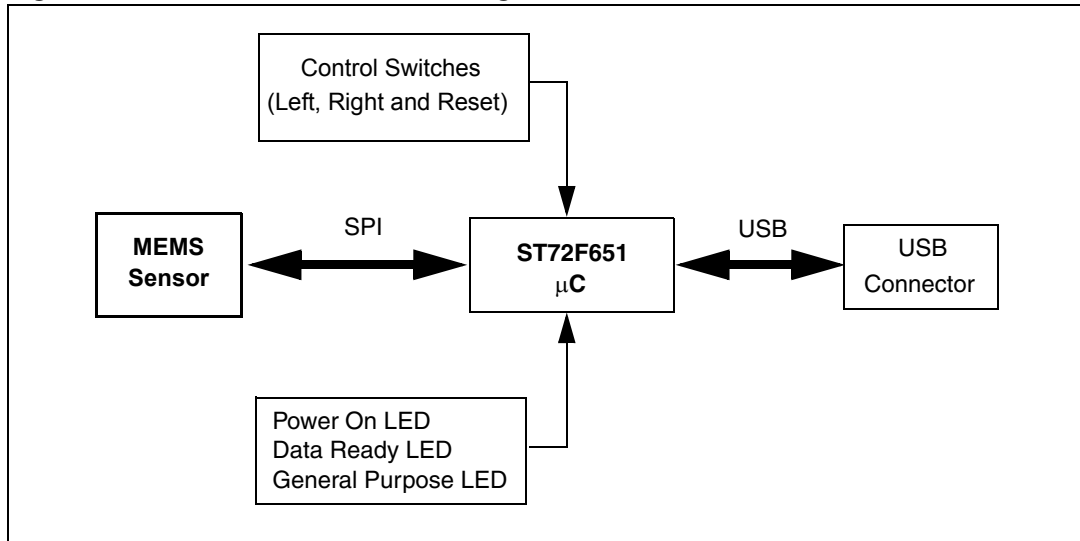 Control Switches
(Left, Right and Reset)
MEMS
Sensor
SPI
ST72F651
μC
USB
USB
Connector
Power On LED
Data Ready LED
General Purpose LED